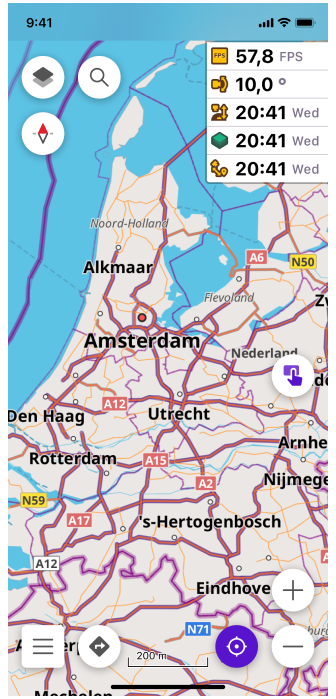 9:41
FPS 57,8 FPS
10,0 °
20:41 Wed
20:41 Wed
20:41 Wed
Noord-Holland
A6
N50
Alkmaar
Flevoland
Amsterdam
Nederland
A12
Den Haag
Utrecht
Rotterdam
A15
Arnhe
A2
Nijmege
N59
A17
's-Hertogenbosch
A12
Eindhove
N71
200 m
Mechelen